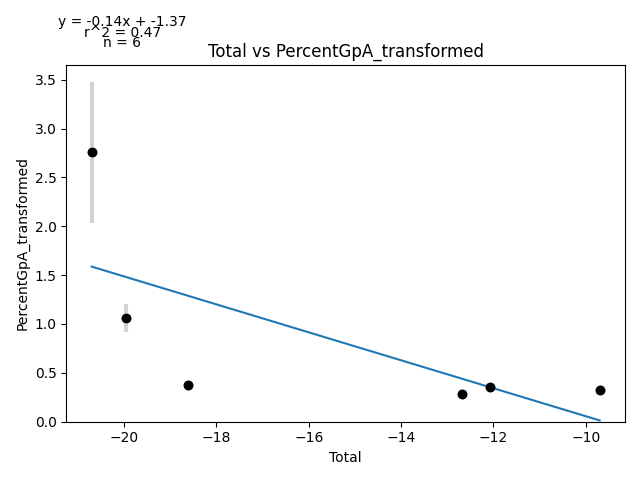 y = -0.14x + -1.37
r^2 = 0.47
n = 6
Total vs PercentGpA_transformed
3.5
3.0
2.5
2.0
1.5
1.0
0.5
0.0
PercentGpA_transformed
−20
−18
−16
−14
−12
−10
Total